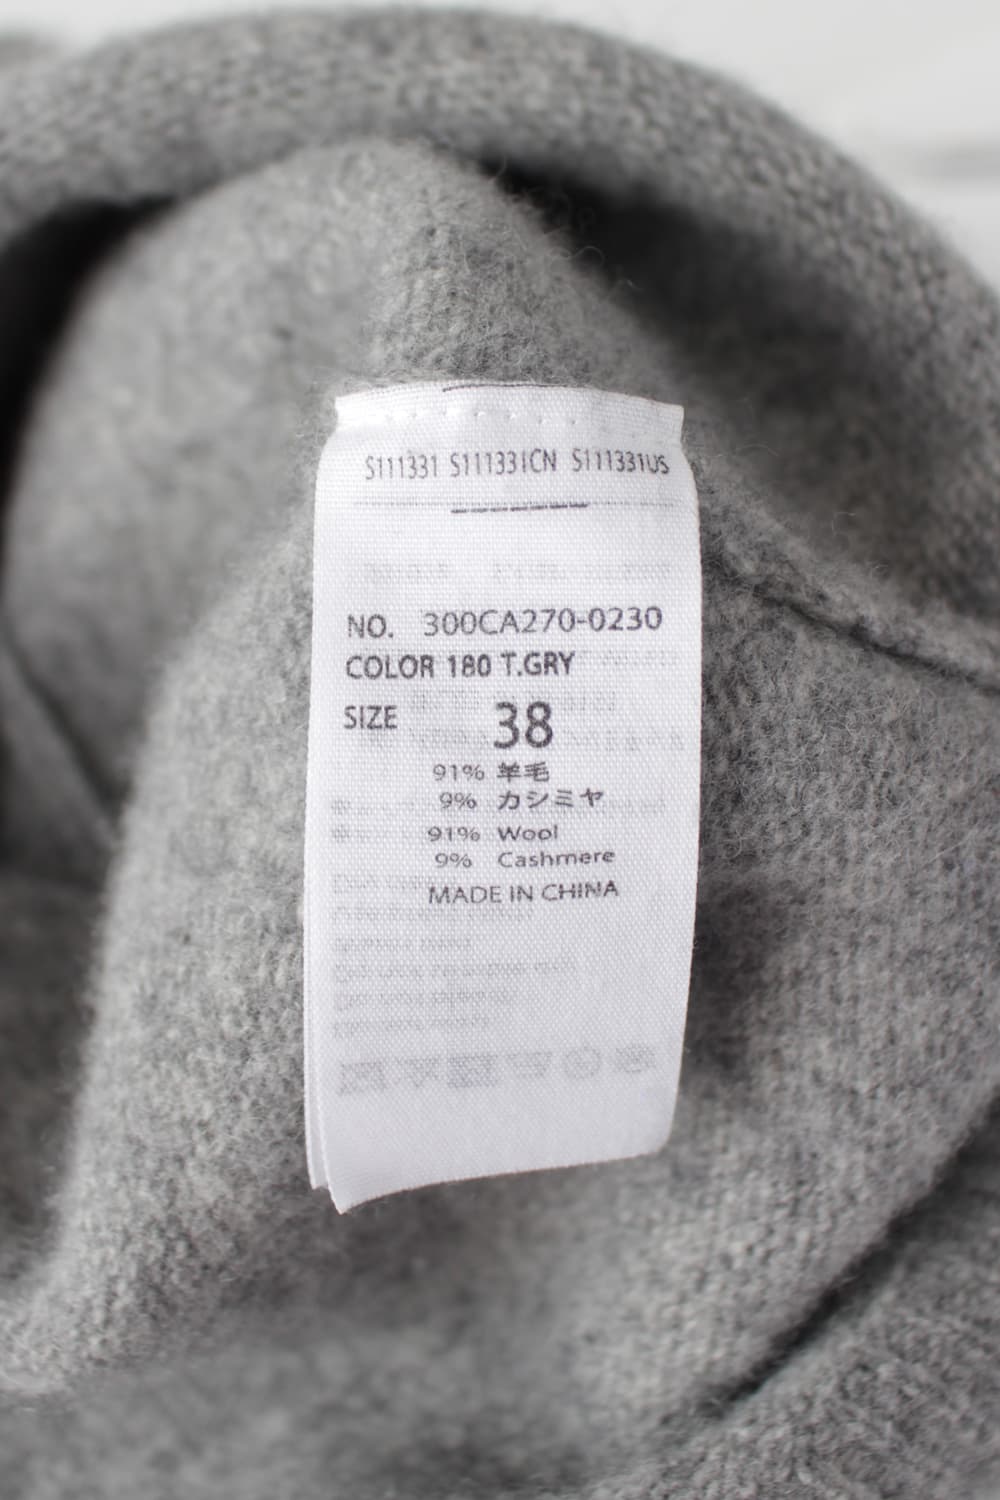 S111331 S111331CN S111331US
NO. 300CA270-0230
COLOR 180 T.GRY
SIZE 38
91% 羊毛
9% カシミヤ
91% Wool
9% Cashmere
MADE IN CHINA